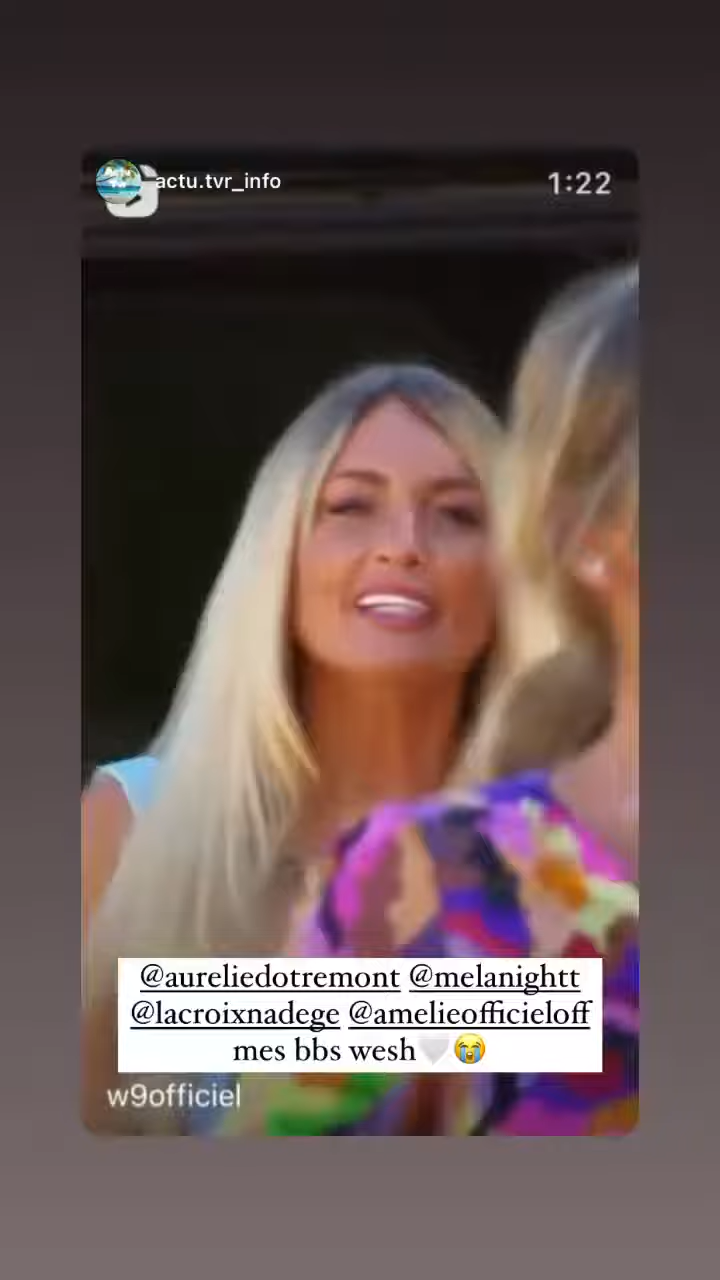 actu.tvr_info
1:22
@aureliedotremont @melanightt
@lacroixnadege @amelieofficieloff
mes bbs wesh🤍😭
w9officiel